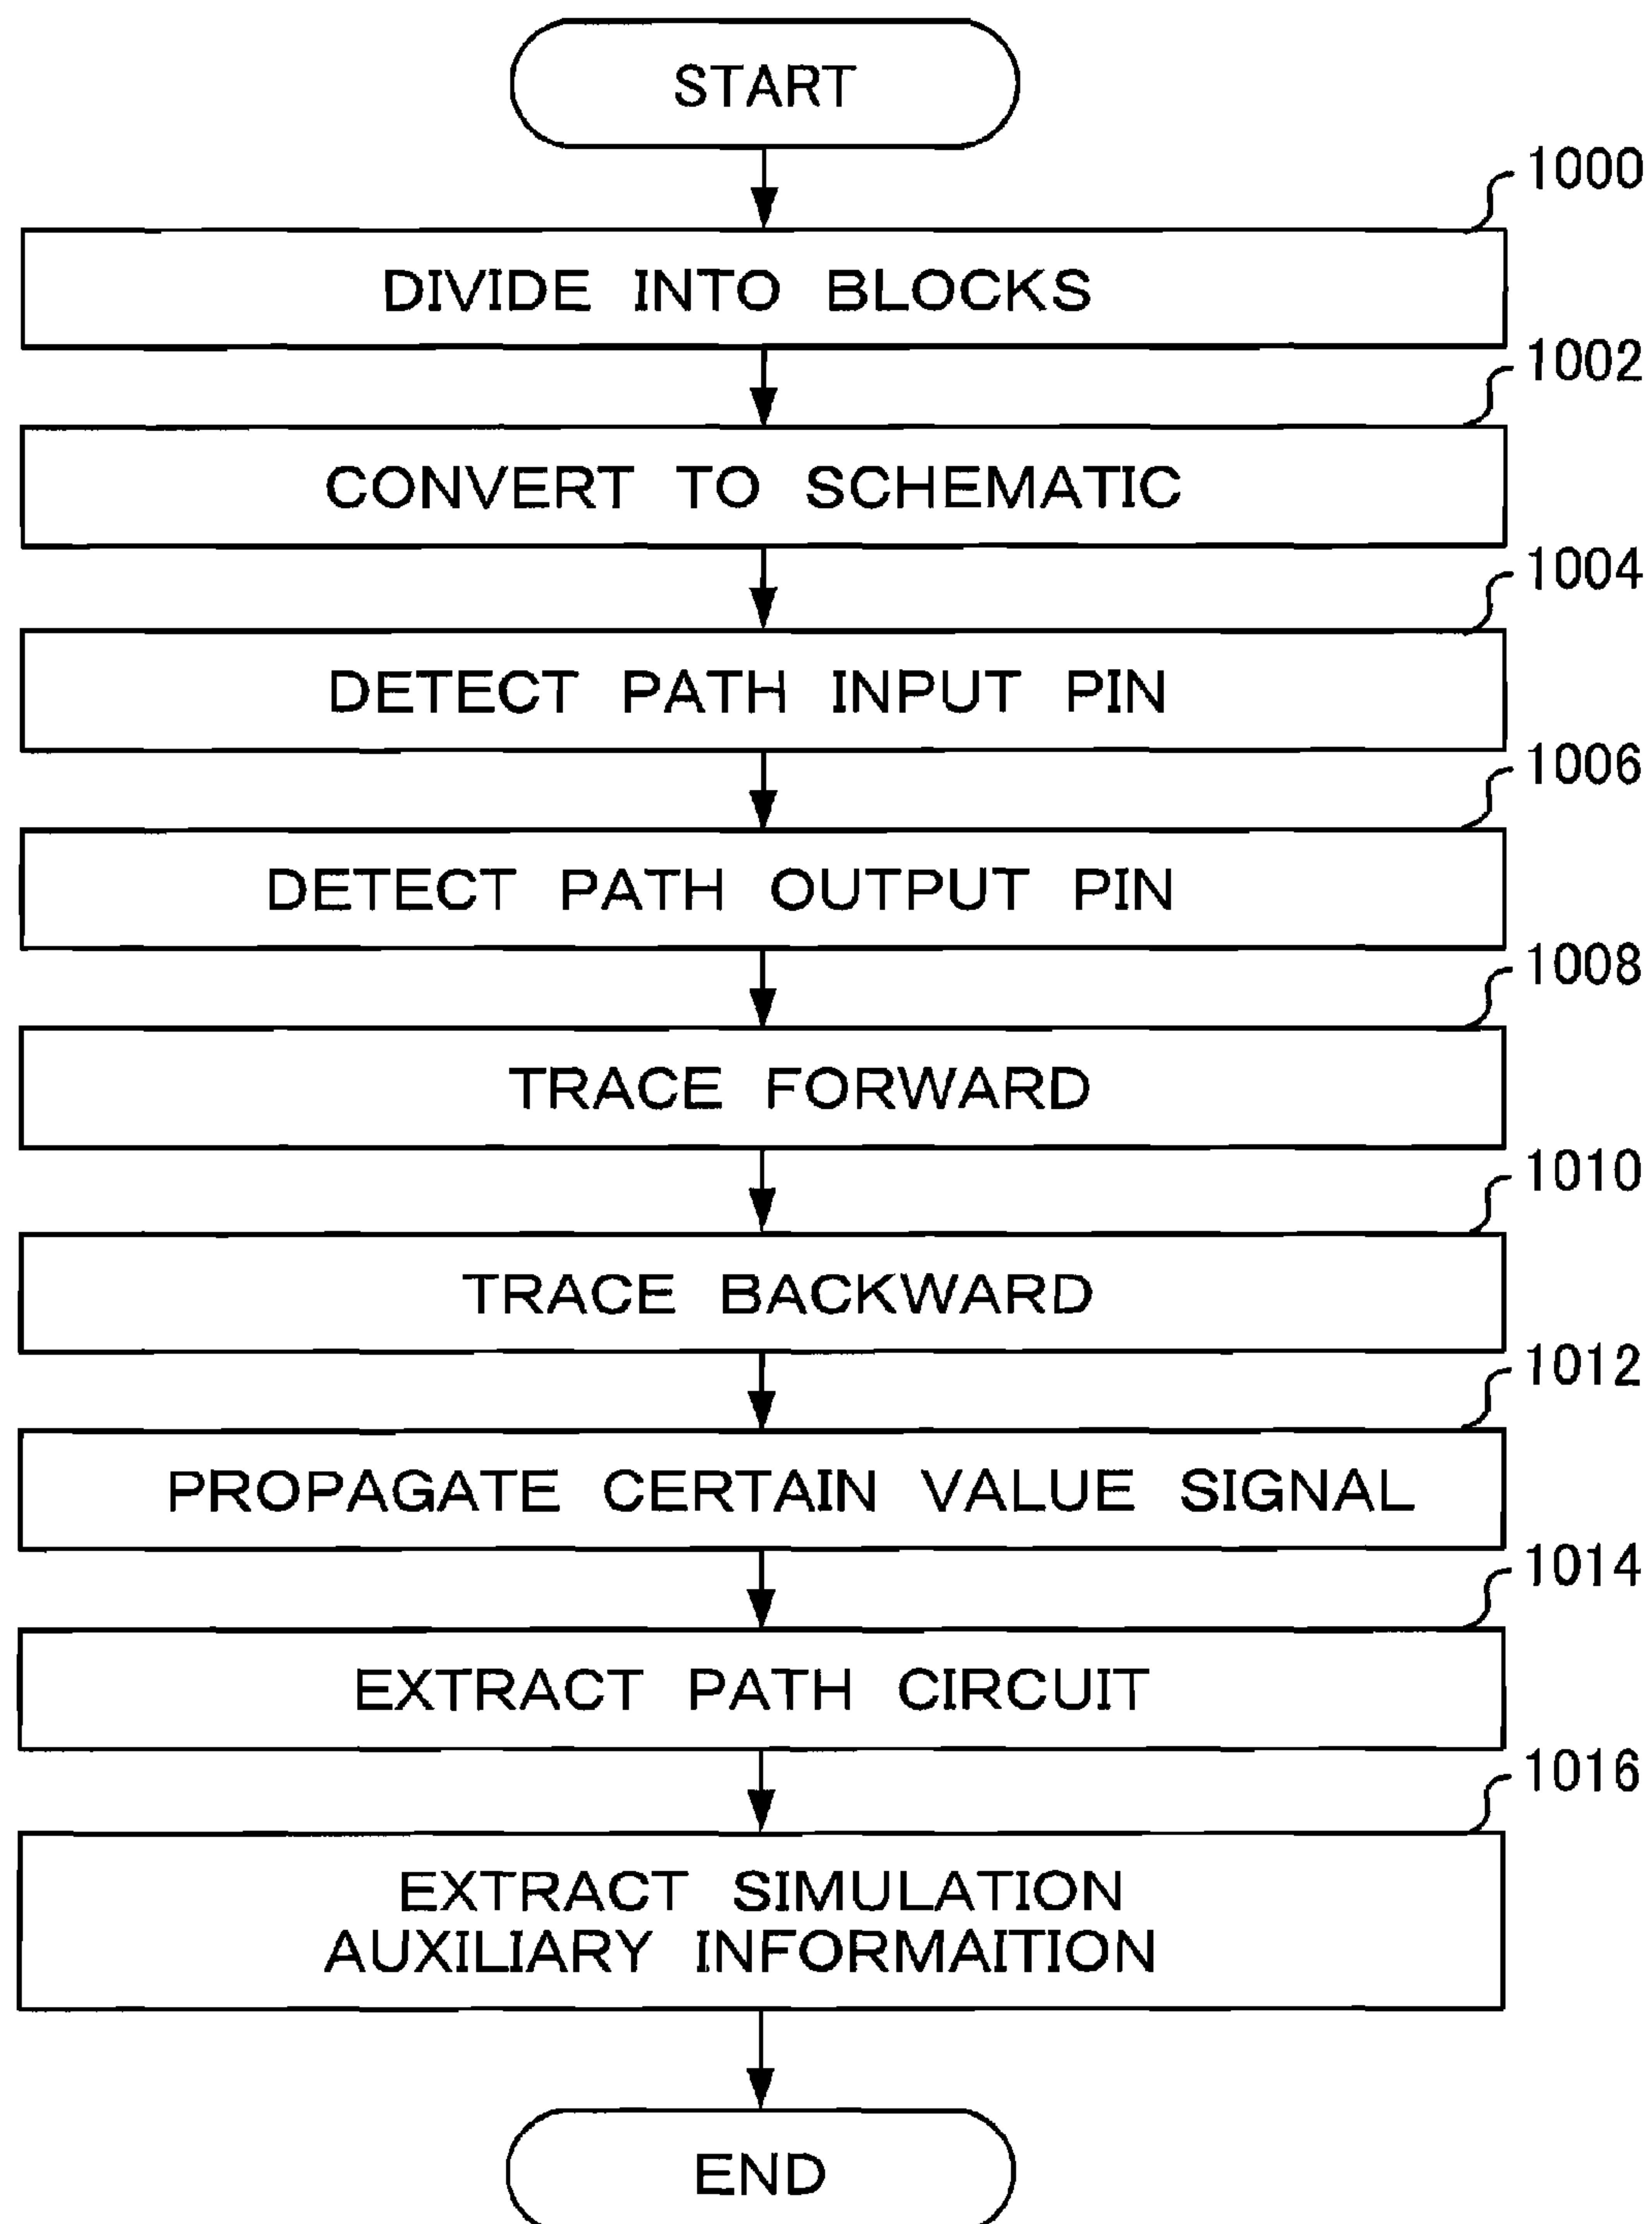 START
1000
DIVIDE INTO BLOCKS
1002
CONVERT TO SCHEMATIC
1004
DETECT PATH INPUT PIN
1006
DETECT PATH OUTPUT PIN
1008
TRACE FORWARD
1010
TRACE BACKWARD
1012
PROPAGATE CERTAIN VALUE SIGNAL
1014
EXTRACT PATH CIRCUIT
1016
EXTRACT SIMULATION
AUXILIARY INFORMAITION
END